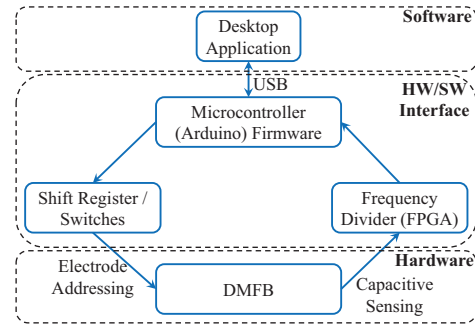 Software
Desktop
Application
USB
HW/SW
Interface
Microcontroller
(Arduino) Firmware
Shift Register /
Switches
Frequency
Divider (FPGA)
Hardware
Electrode
Addressing
DMFB
Capacitive
Sensing